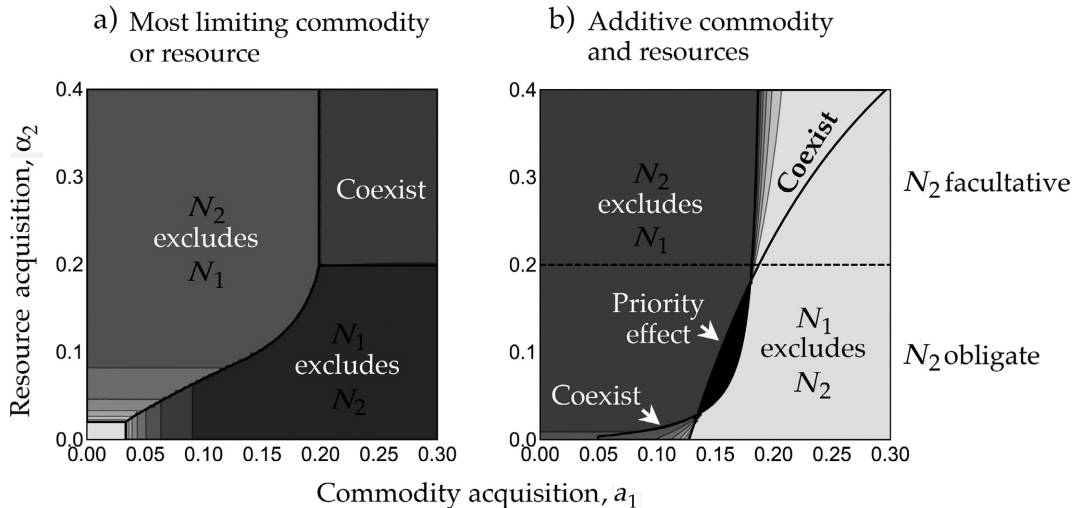 a) Most limiting commodity
or resource
b) Additive commodity
and resources
Resource acquisition, α2
0.4
0.3
0.2
0.1
0.0
0.00 0.05 0.10 0.15 0.20 0.25 0.30
N2
excludes
N1
Coexist
N1
excludes
N2
0.4
0.3
0.2
0.1
0.0
0.00 0.05 0.10 0.15 0.20 0.25 0.30
N2
excludes
N1
Coexist
Priority
effect
Coexist
N1
excludes
N2
N2 facultative
N2 obligate
Commodity acquisition, a1